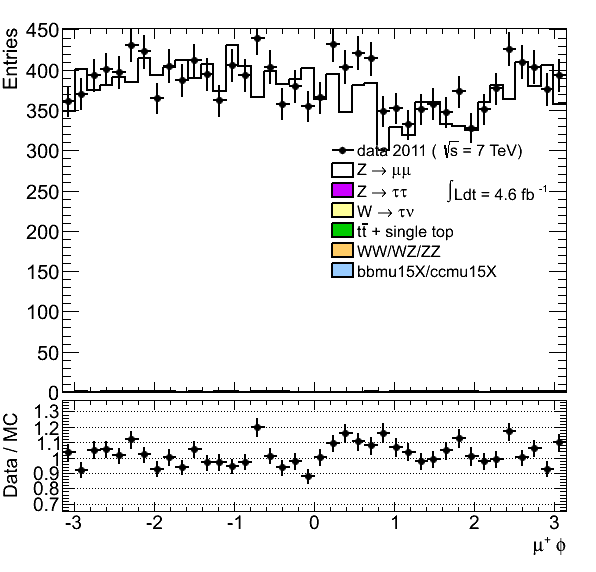 Entries
450
400
350
300
250
200
150
100
50
0
data 2011 ( √s = 7 TeV)
Z → μμ
Z → ττ
∫Ldt = 4.6 fb⁻¹
W → τν
tt̄ + single top
WW/WZ/ZZ
bbmu15X/ccmu15X
Data / MC
1.3
1.2
1.1
1
0.9
0.8
0.7
-3 -2 -1 0 1 2 3
μ⁺ ϕ